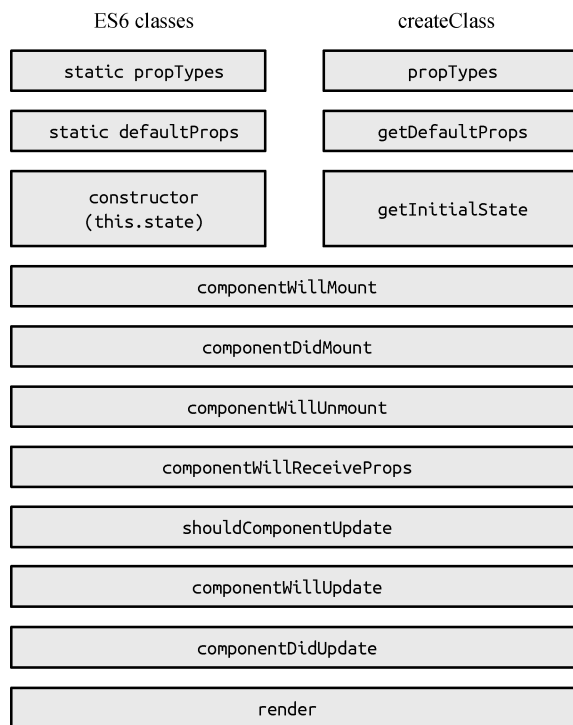 ES6 classes createClass
static propTypes propTypes
static defaultProps getDefaultProps
constructor
(this.state) getInitialState
componentWillMount
componentDidMount
componentWillUnmount
componentWillReceiveProps
shouldComponentUpdate
componentWillUpdate
componentDidUpdate
render